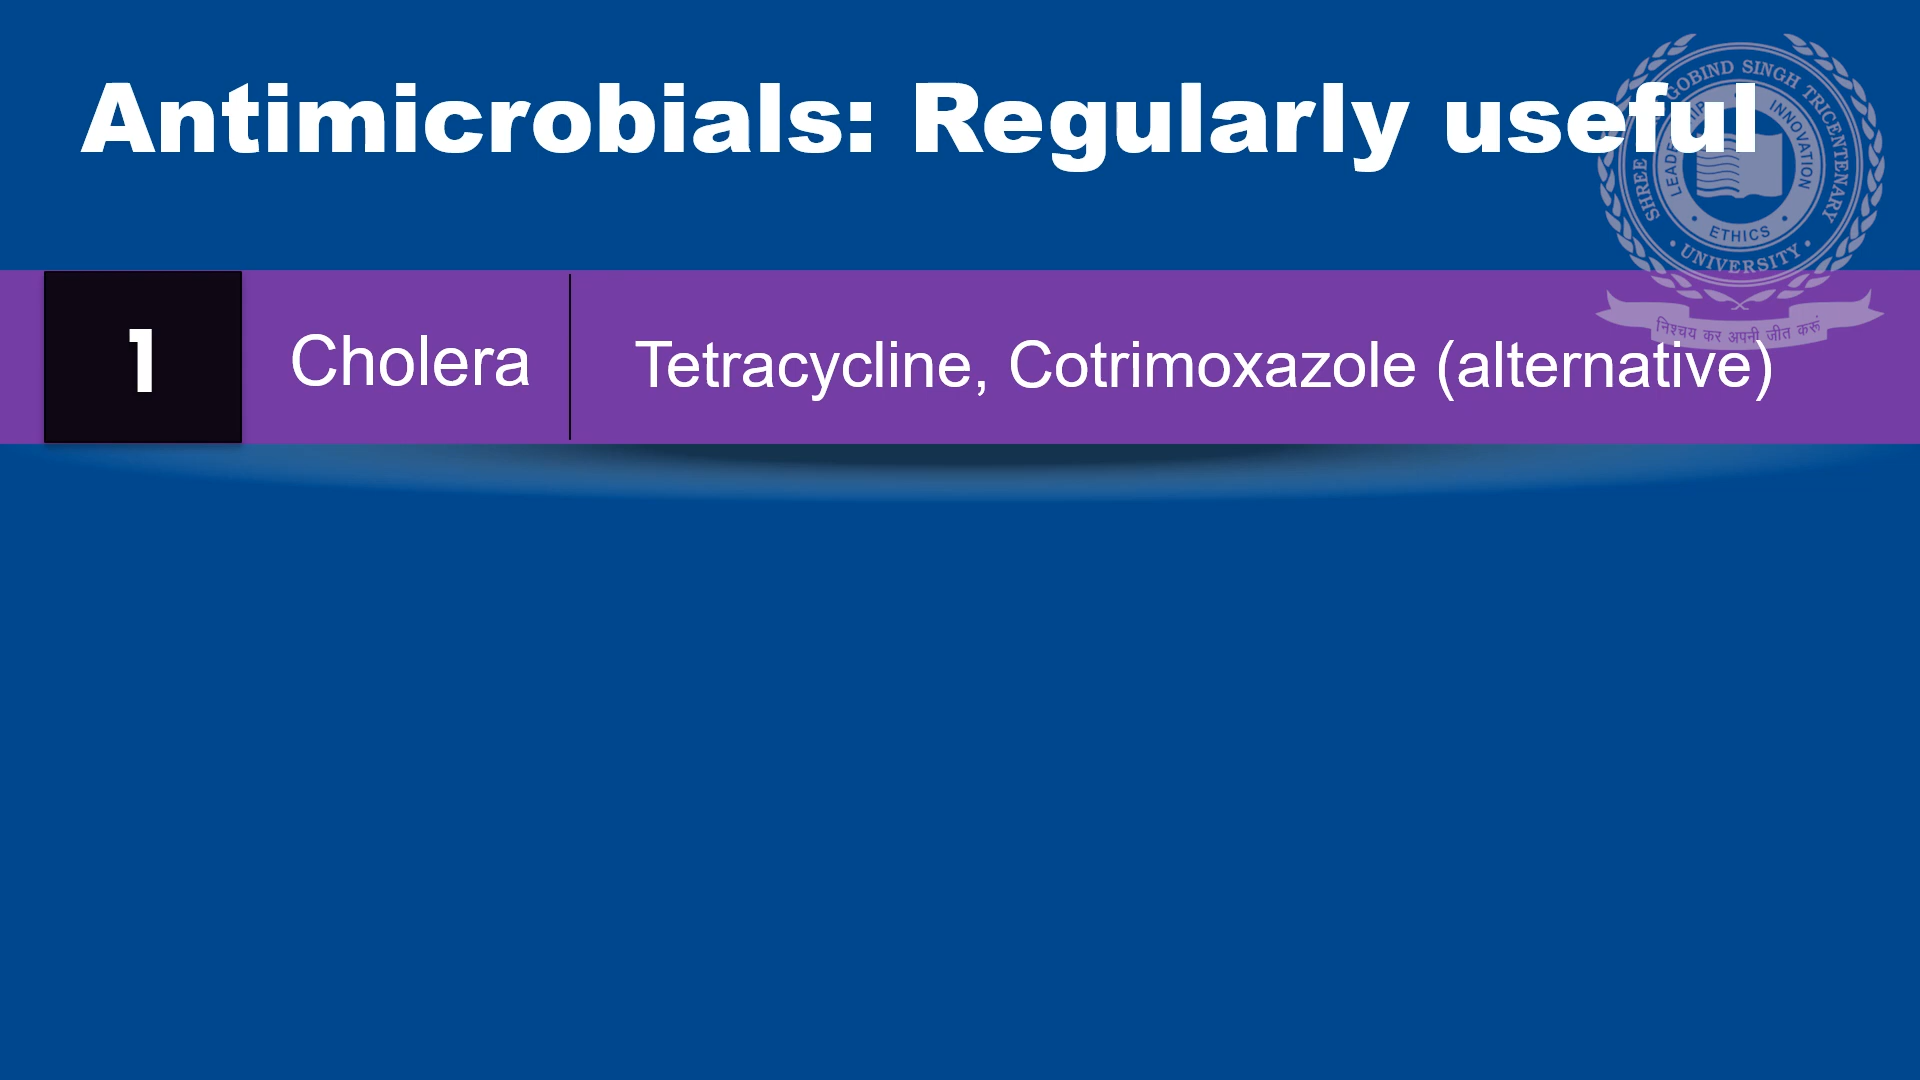 Antimicrobials: Regularly useful
SHREE GOBIND SINGH TRICENTENARY
INNOVATION
ETHICS
UNIVERSITY
निश्चय कर अपनी जीत करूं
1
Cholera
Tetracycline, Cotrimoxazole (alternative)